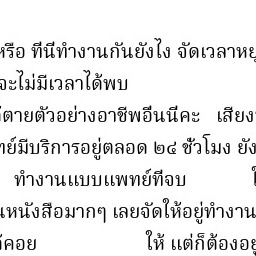 หรือ ที่นี่ทำงานกันยังไง จัดเวลาหยุ
จะไม่มีเวลาได้พบ
ตายตัวอย่างอาชีพอื่นนี่คะ เสียง
ทย์มีบริการอยู่ตลอด ๒๔ ชั่วโมง ยัง
ทำงานแบบแพทย์ที่จบ
นหนังสือมากๆ เลยจัดให้อยู่ทำงาน
คอย ให้ แต่ก็ต้องอยู่